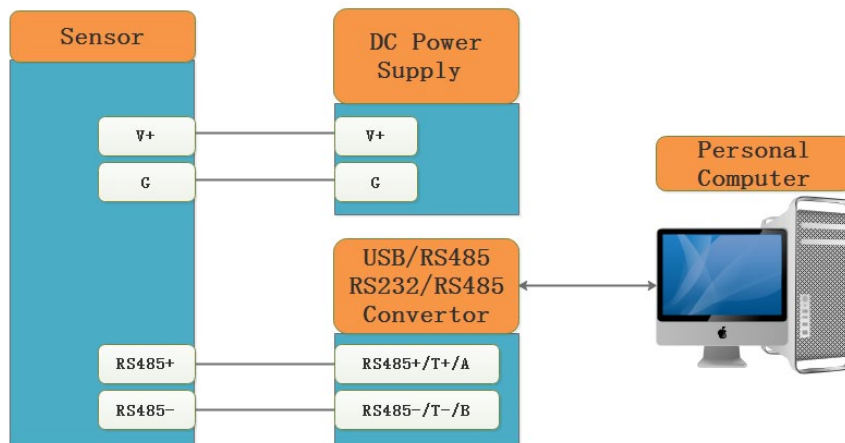 Sensor
V+
G
RS485+
RS485-
DC Power
Supply
V+
G
USB/RS485
RS232/RS485
Convertor
RS485+/T+/A
RS485-/T-/B
Personal
Computer